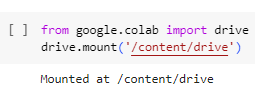 [ ] from google.colab import drive
drive.mount('/content/drive')
Mounted at /content/drive